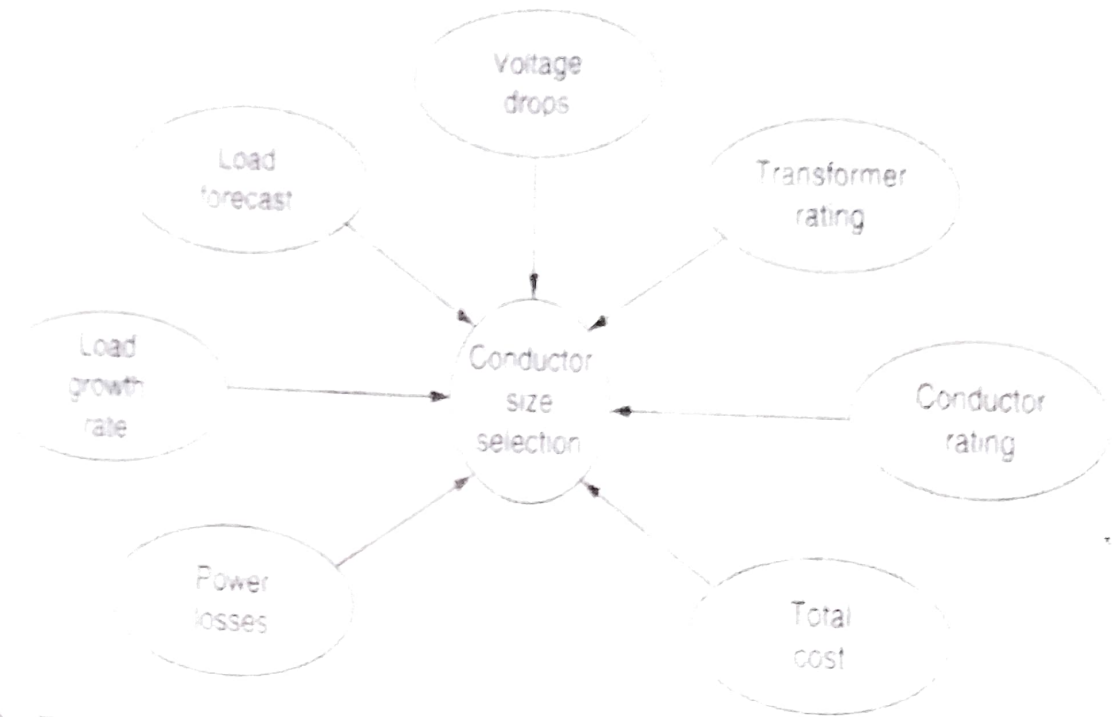 Voltage
drops
Load
forecast
Transformer
rating
Load
growth
rate
Conductor
size
selection
Conductor
rating
Power
losses
Total
cost